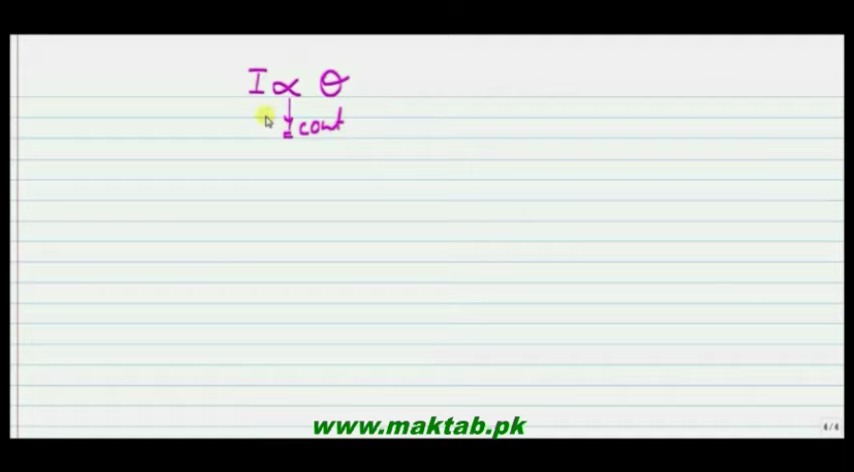 I ∝ θ
= cont
www.maktab.pk
4/4